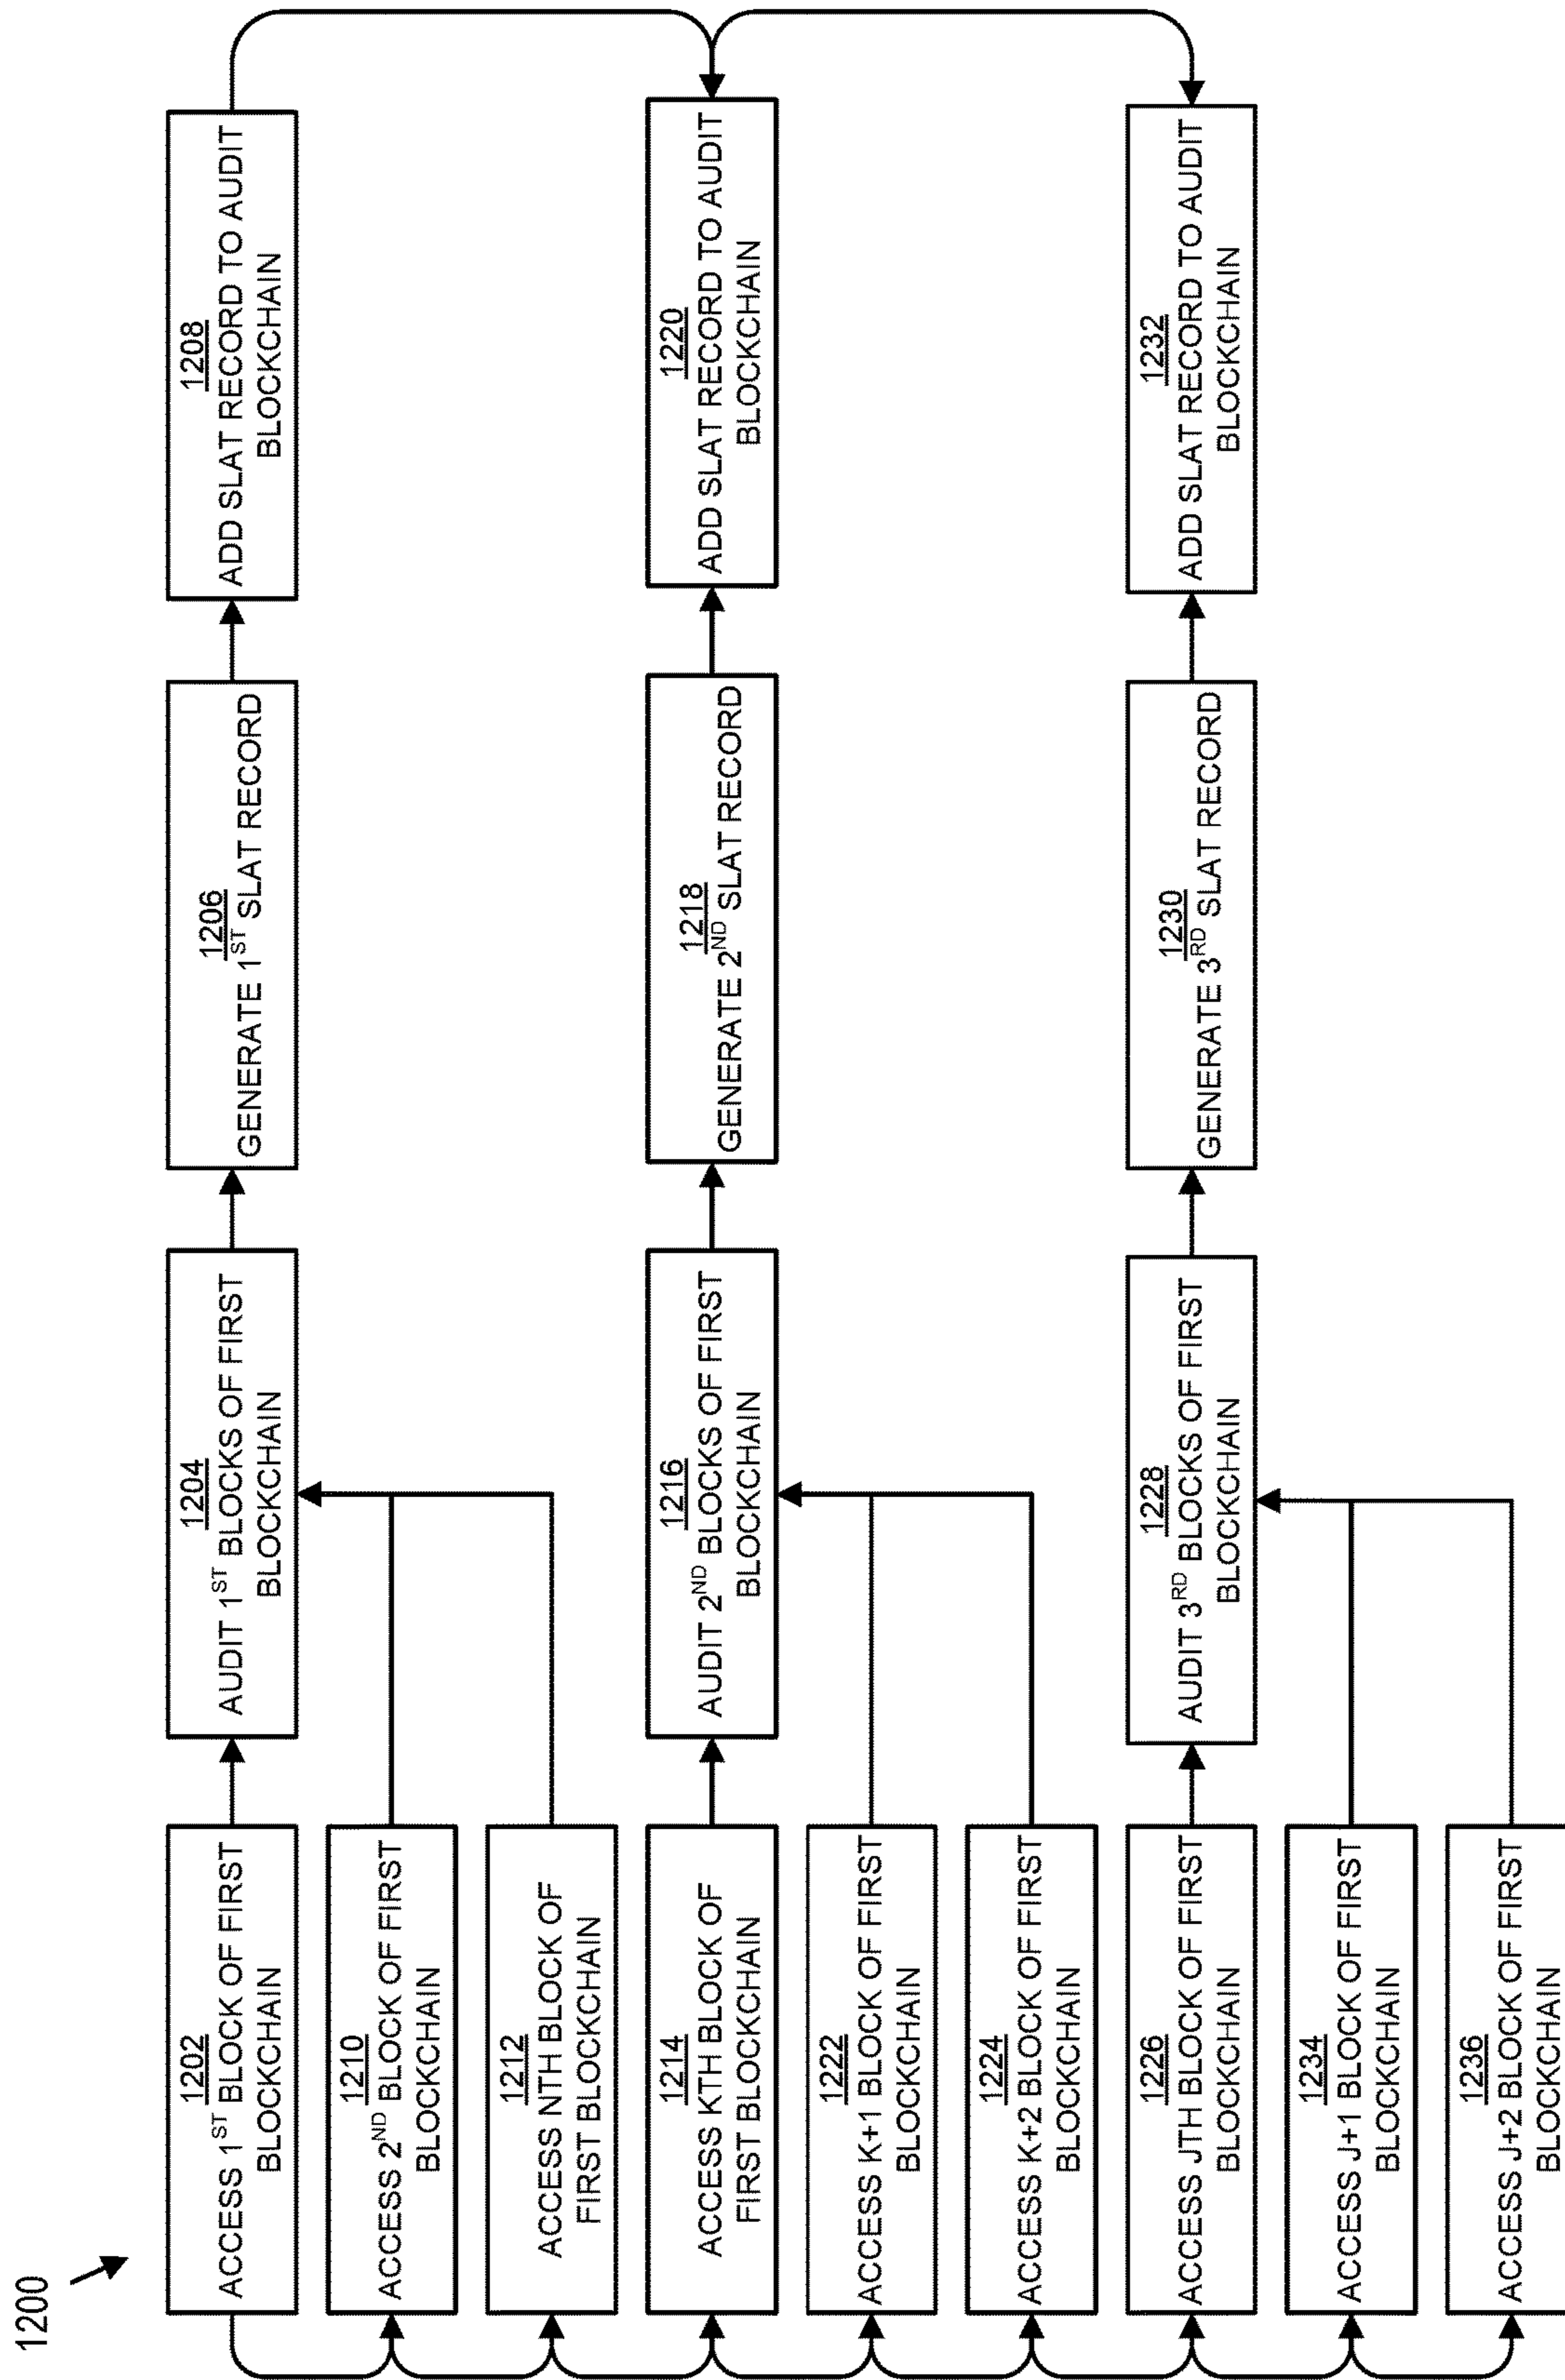 1200
1202
ACCESS 1ST BLOCK OF FIRST
BLOCKCHAIN
1204
AUDIT 1ST BLOCKS OF FIRST
BLOCKCHAIN
1206
GENERATE 1ST SLAT RECORD
1208
ADD SLAT RECORD TO AUDIT
BLOCKCHAIN
1210
ACCESS 2ND BLOCK OF FIRST
BLOCKCHAIN
1212
ACCESS NTH BLOCK OF
FIRST BLOCKCHAIN
1214
ACCESS KTH BLOCK OF
FIRST BLOCKCHAIN
1216
AUDIT 2ND BLOCKS OF FIRST
BLOCKCHAIN
1218
GENERATE 2ND SLAT RECORD
1220
ADD SLAT RECORD TO AUDIT
BLOCKCHAIN
1222
ACCESS K+1 BLOCK OF FIRST
BLOCKCHAIN
1224
ACCESS K+2 BLOCK OF FIRST
BLOCKCHAIN
1226
ACCESS JTH BLOCK OF FIRST
BLOCKCHAIN
1228
AUDIT 3RD BLOCKS OF FIRST
BLOCKCHAIN
1230
GENERATE 3RD SLAT RECORD
1232
ADD SLAT RECORD TO AUDIT
BLOCKCHAIN
1234
ACCESS J+1 BLOCK OF FIRST
BLOCKCHAIN
1236
ACCESS J+2 BLOCK OF FIRST
BLOCKCHAIN